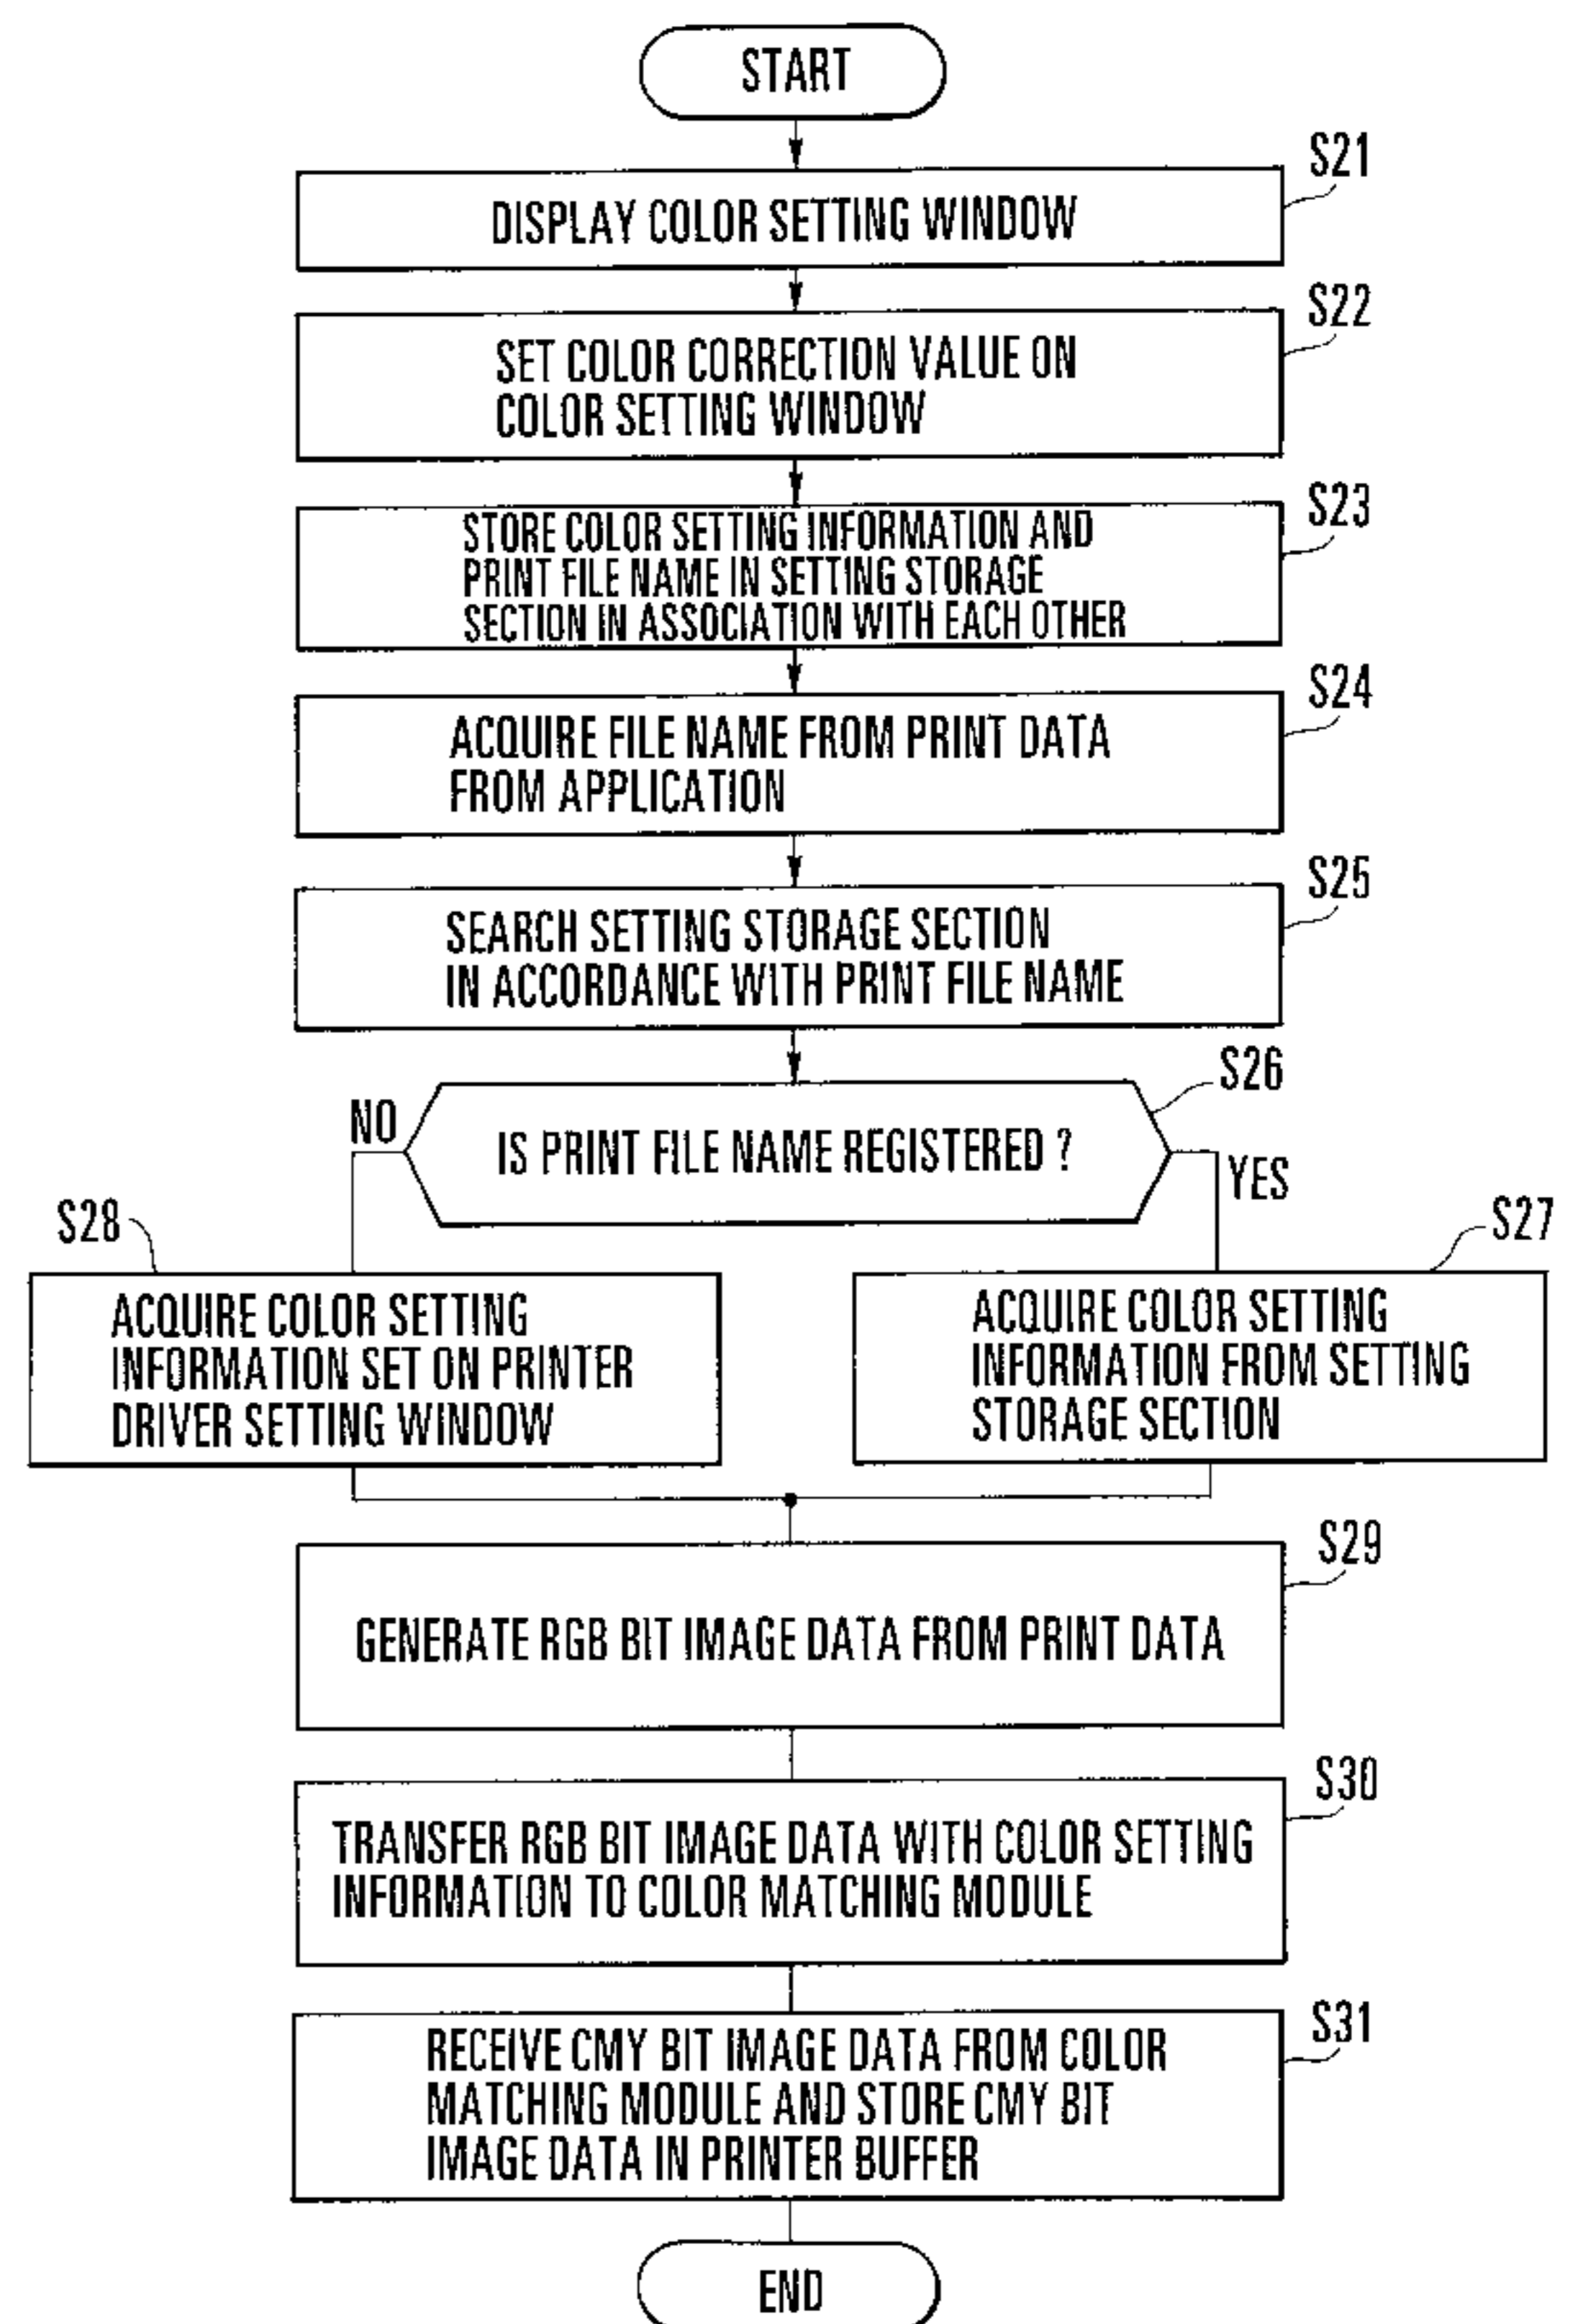 START
S21
DISPLAY COLOR SETTING WINDOW
S22
SET COLOR CORRECTION VALUE ON
COLOR SETTING WINDOW
S23
STORE COLOR SETTING INFORMATION AND
PRINT FILE NAME IN SETTING STORAGE
SECTION IN ASSOCIATION WITH EACH OTHER
S24
ACQUIRE FILE NAME FROM PRINT DATA
FROM APPLICATION
S25
SEARCH SETTING STORAGE SECTION
IN ACCORDANCE WITH PRINT FILE NAME
S26
NO
IS PRINT FILE NAME REGISTERED ?
YES
S28
ACQUIRE COLOR SETTING
INFORMATION SET ON PRINTER
DRIVER SETTING WINDOW
S27
ACQUIRE COLOR SETTING
INFORMATION FROM SETTING
STORAGE SECTION
S29
GENERATE RGB BIT IMAGE DATA FROM PRINT DATA
S30
TRANSFER RGB BIT IMAGE DATA WITH COLOR SETTING
INFORMATION TO COLOR MATCHING MODULE
S31
RECEIVE CMY BIT IMAGE DATA FROM COLOR
MATCHING MODULE AND STORE CMY BIT
IMAGE DATA IN PRINTER BUFFER
END